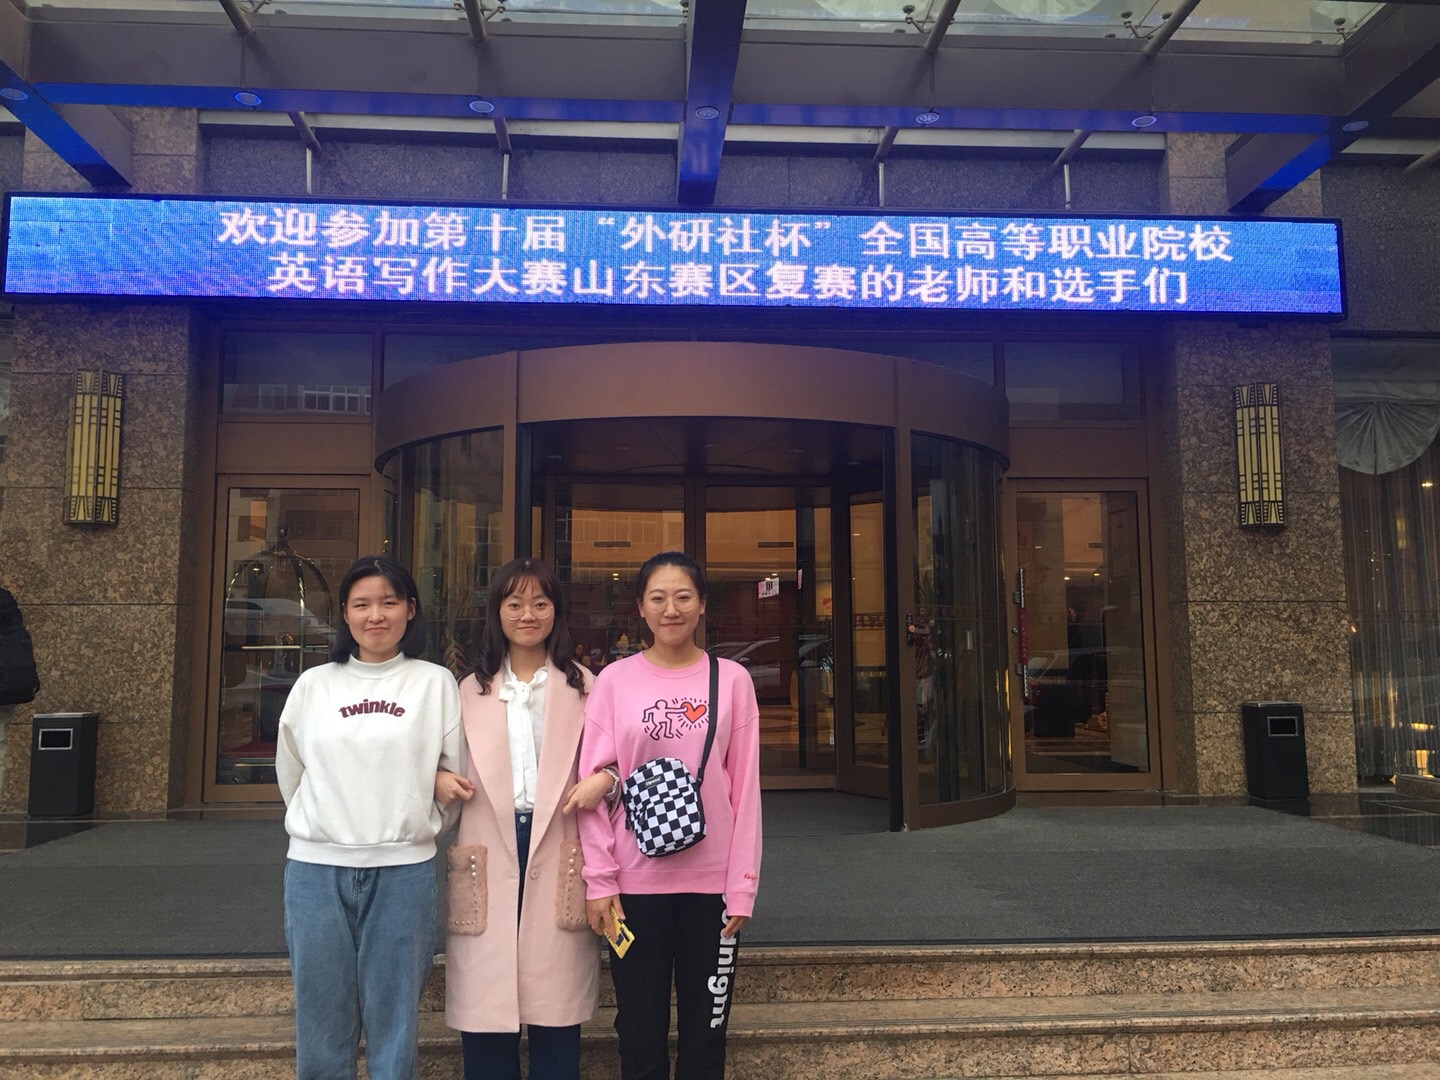 欢迎参加第十届“外研社杯”全国高等职业院校
英语写作大赛山东赛区复赛的老师和选手们
twinkle